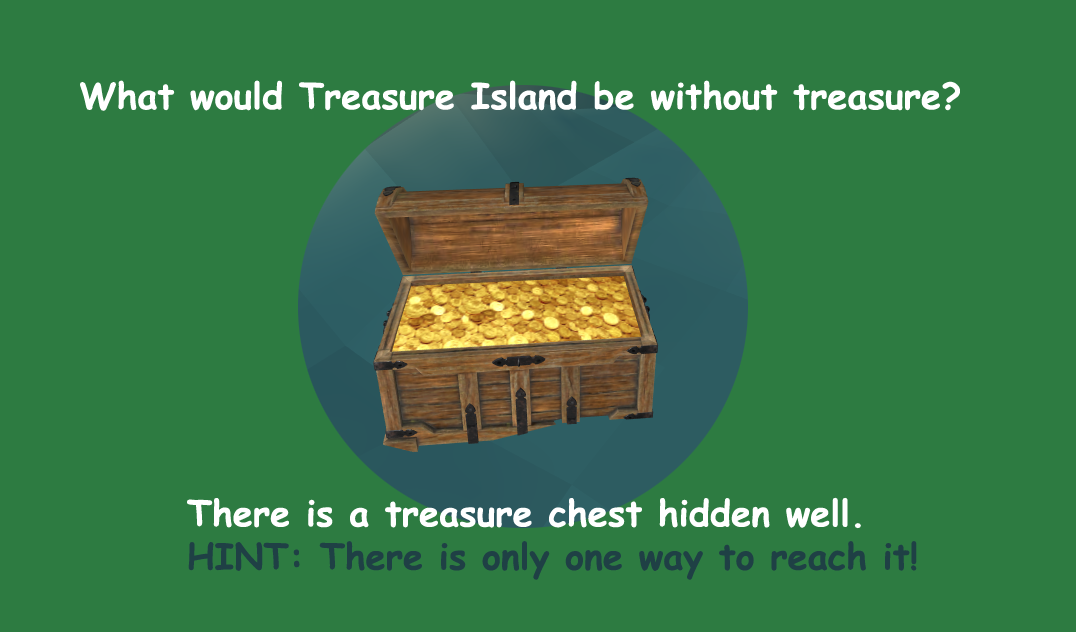 What would Treasure Island be without treasure?
There is a treasure chest hidden well.
HINT: There is only one way to reach it!